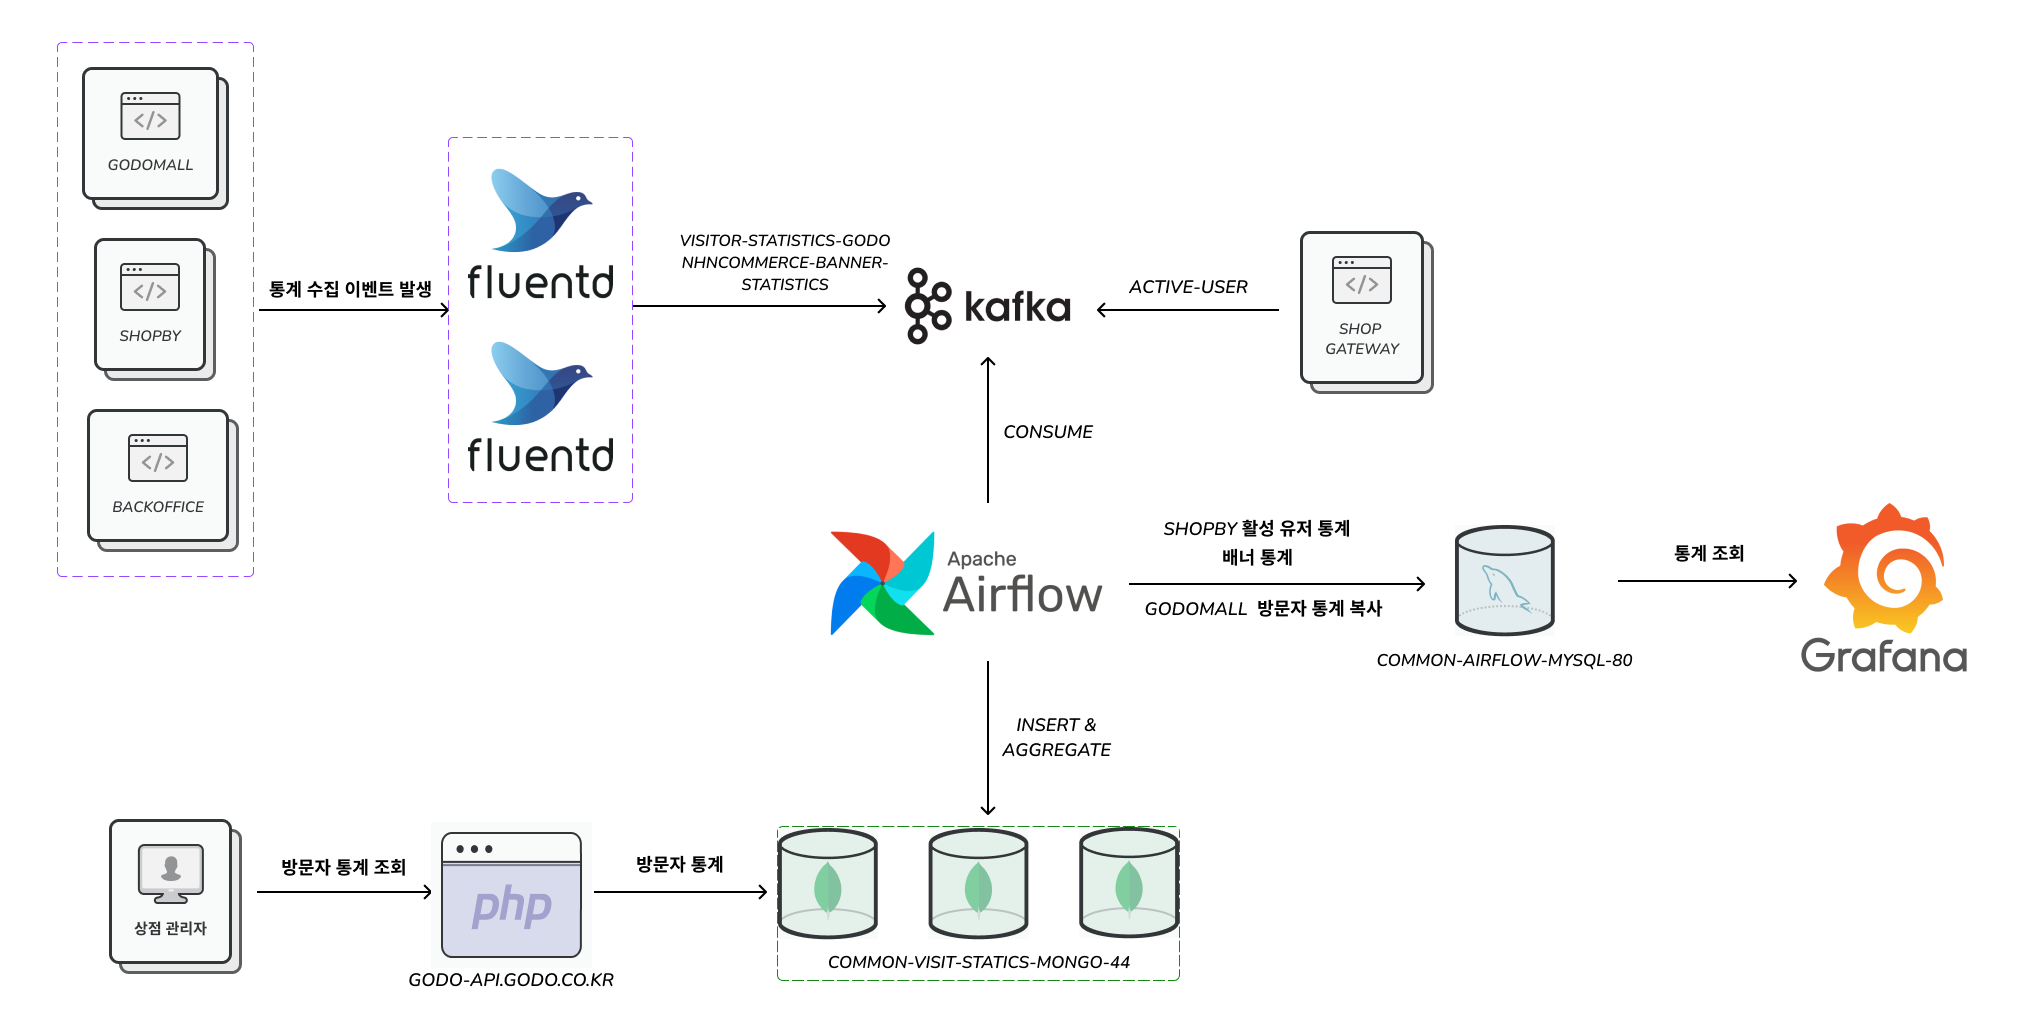 GODOMALL
SHOPBY
BACKOFFICE
통계 수집 이벤트 발생
fluentd
fluentd
VISITOR-STATISTICS-GODO
NHNCOMMERCE-BANNER-
STATISTICS
kafka
ACTIVE-USER
SHOP
GATEWAY
CONSUME
Apache
Airflow
SHOPBY 활성 유저 통계
배너 통계
GODOMALL 방문자 통계 복사
COMMON-AIRFLOW-MYSQL-80
통계 조회
Grafana
INSERT &
AGGREGATE
상점 관리자
방문자 통계 조회
php
GODO-API.GODO.CO.KR
방문자 통계
COMMON-VISIT-STATICS-MONGO-44